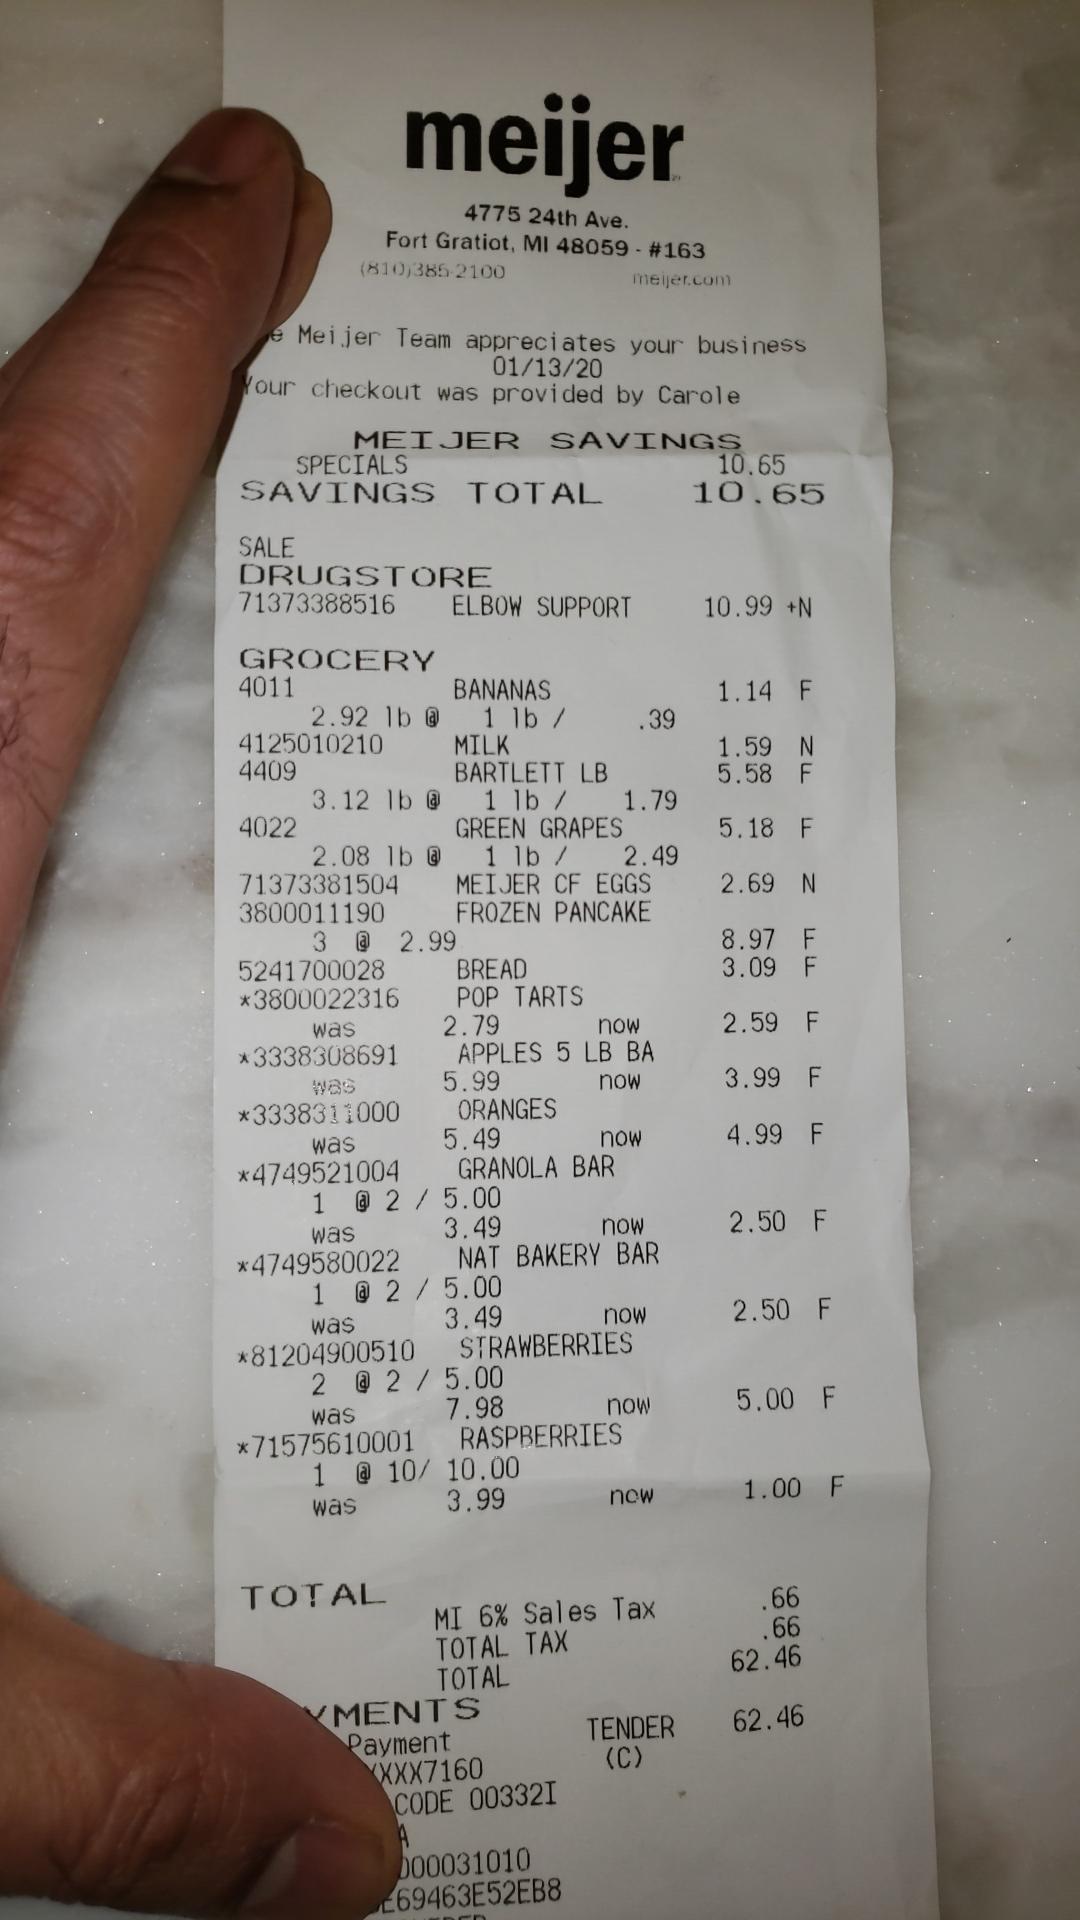 meijer
4775 24th Ave.
Fort Gratiot, MI 48059 - #163
(810)385-2100 meijer.com
Meijer Team appreciates your business
01/13/20
Your checkout was provided by Carole
MEIJER SAVINGS
SPECIALS 10.65
SAVINGS TOTAL 10.65
SALE
DRUGSTORE
71373388516 ELBOW SUPPORT 10.99 +N
GROCERY
4011 BANANAS 1.14 F
2.92 lb @ 1 lb / .39
4125010210 MILK 1.59 N
4409 BARTLETT LB 5.58 F
3.12 lb @ 1 lb / 1.79
4022 GREEN GRAPES 5.18 F
2.08 lb @ 1 lb / 2.49
71373381504 MEIJER CF EGGS 2.69 N
3800011190 FROZEN PANCAKE
3 @ 2.99 8.97 F
5241700028 BREAD 3.09 F
*3800022316 POP TARTS
was 2.79 now 2.59 F
*3338308691 APPLES 5 LB BA
was 5.99 now 3.99 F
*3338311000 ORANGES
was 5.49 now 4.99 F
*4749521004 GRANOLA BAR
1 @ 2 / 5.00
was 3.49 now 2.50 F
*4749580022 NAT BAKERY BAR
1 @ 2 / 5.00
was 3.49 now 2.50 F
*81204900510 STRAWBERRIES
2 @ 2 / 5.00
was 7.98 now 5.00 F
*71575610001 RASPBERRIES
1 @ 10/ 10.00
was 3.99 now 1.00 F
TOTAL
MI 6% Sales Tax .66
TOTAL TAX .66
TOTAL 62.46
YMENTS
Payment TENDER 62.46
XXX7160 (C)
CODE 00332I
A
000031010
E69463E52EB8